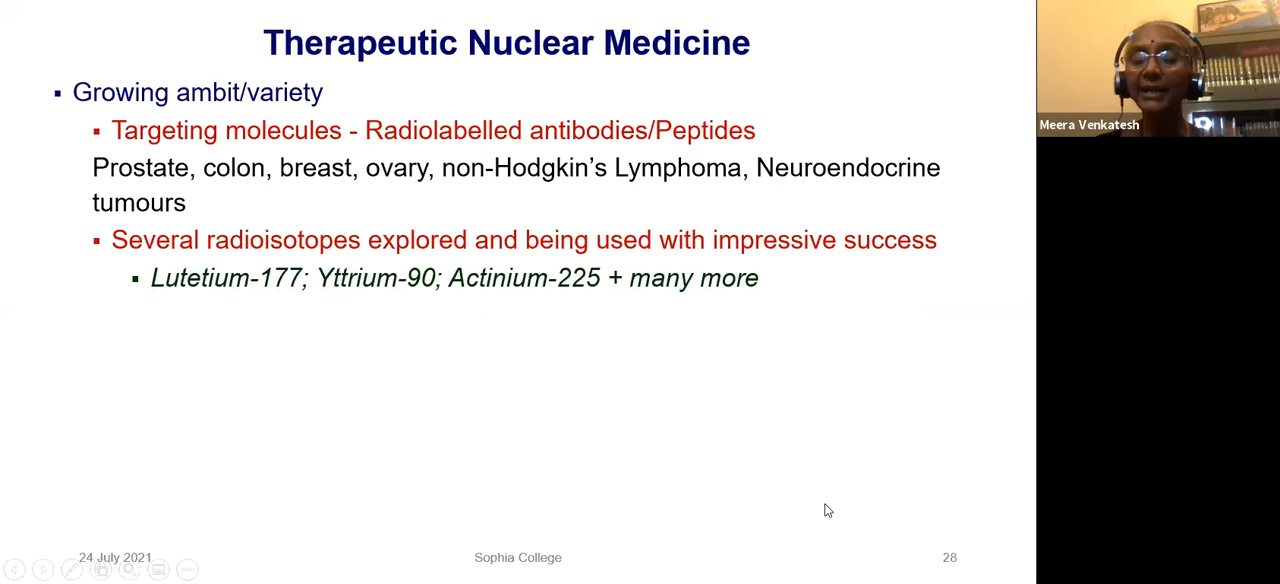 Therapeutic Nuclear Medicine
▪ Growing ambit/variety
▪ Targeting molecules - Radiolabelled antibodies/Peptides
Prostate, colon, breast, ovary, non-Hodgkin’s Lymphoma, Neuroendocrine
tumours
▪ Several radioisotopes explored and being used with impressive success
▪ Lutetium-177; Yttrium-90; Actinium-225 + many more
24 July 2021
Sophia College
28
Meera Venkatesh